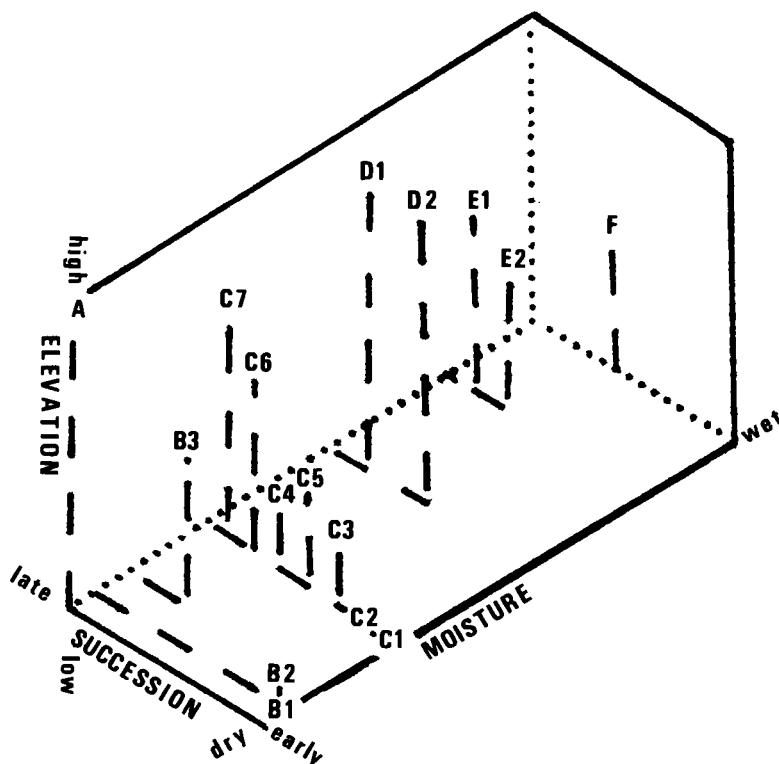 D1
D2
E1
F
E2
high
A
C7
C6
ELEVATION
B3
C5
C4
C3
wet
late
C2
C1
MOISTURE
SUCCESSION
low
B2
B1
dry
early